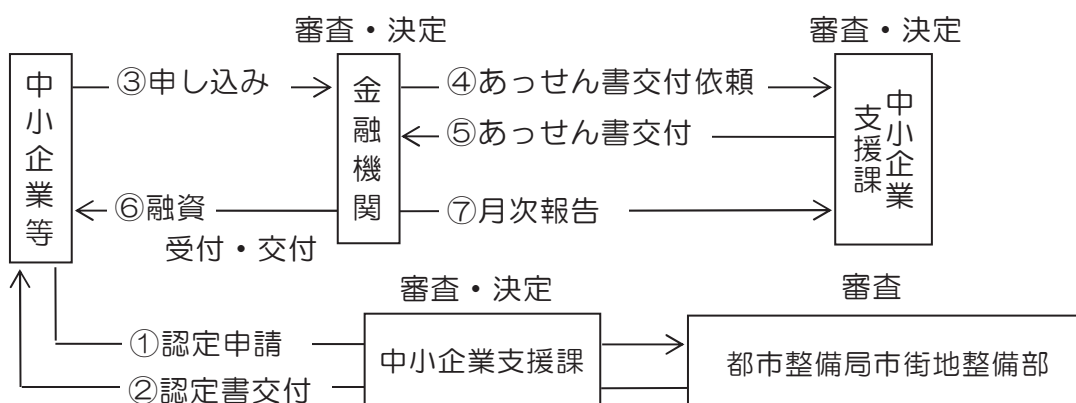 審査・決定
審査・決定
中小企業等
③申し込み
金融機関
④あっせん書交付依頼
中小企業
支援課
⑤あっせん書交付
⑥融資
⑦月次報告
受付・交付
審査・決定
審査
①認定申請
中小企業支援課
都市整備局市街地整備部
②認定書交付